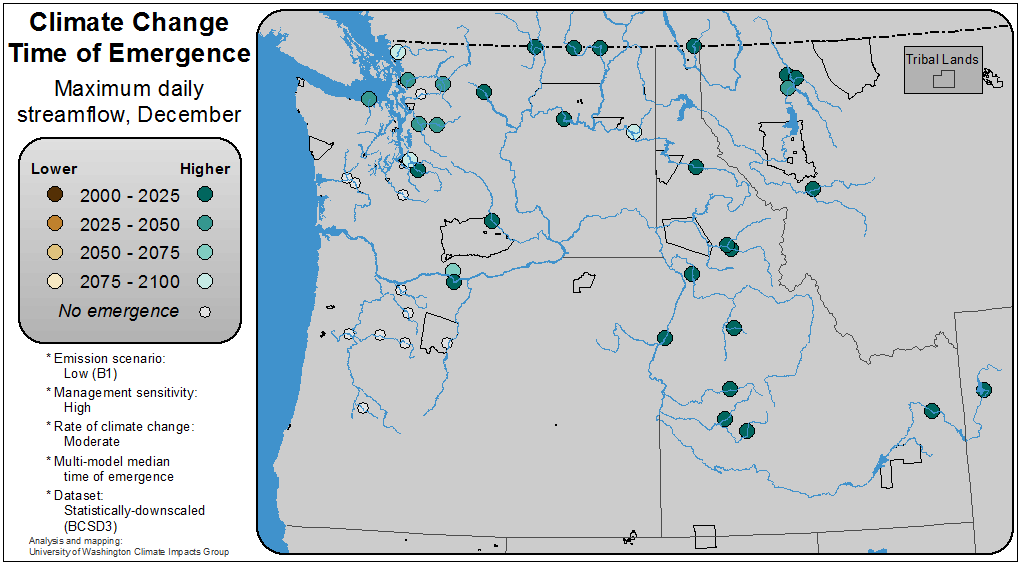 Climate Change
Time of Emergence
Maximum daily
streamflow, December
Lower Higher
2000 - 2025
2025 - 2050
2050 - 2075
2075 - 2100
No emergence
* Emission scenario:
Low (B1)
* Management sensitivity:
High
* Rate of climate change:
Moderate
* Multi-model median
time of emergence
* Dataset:
Statistically-downscaled
(BCSD3)
Analysis and mapping:
University of Washington Climate Impacts Group
Tribal Lands